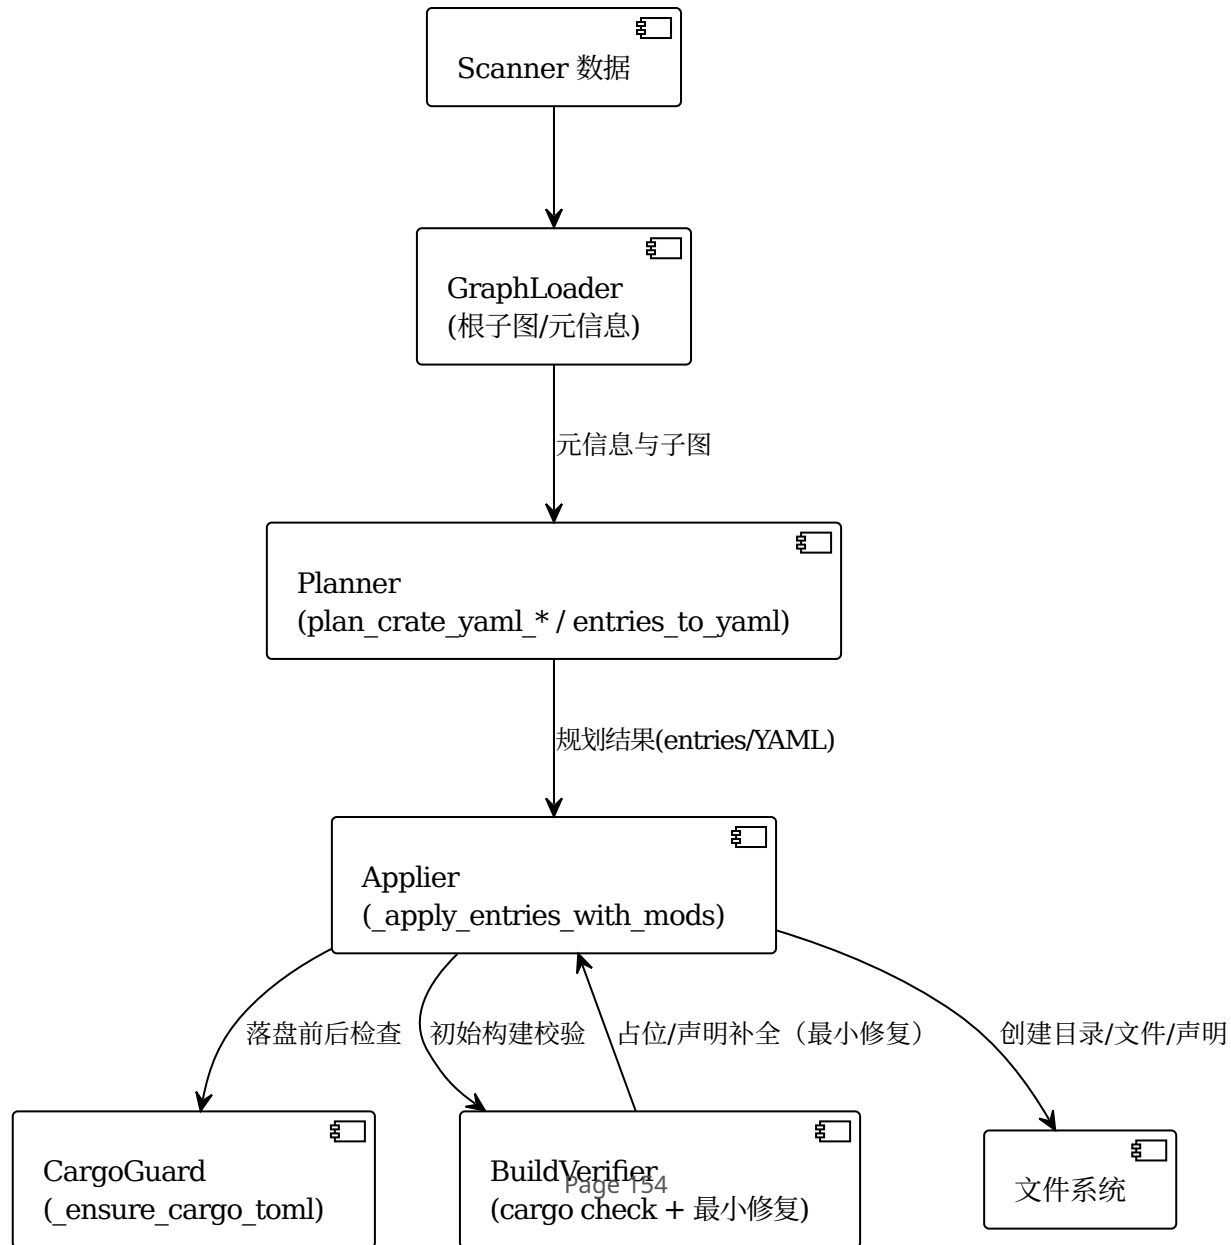 Scanner 数据
GraphLoader
(根子图/元信息)
元信息与子图
Planner
(plan_crate_yaml_* / entries_to_yaml)
规划结果(entries/YAML)
Applier
(_apply_entries_with_mods)
落盘前后检查
初始构建校验
占位/声明补全（最小修复）
创建目录/文件/声明
CargoGuard
(_ensure_cargo_toml)
BuildVerifier
(cargo check + 最小修复)
文件系统
Page 154